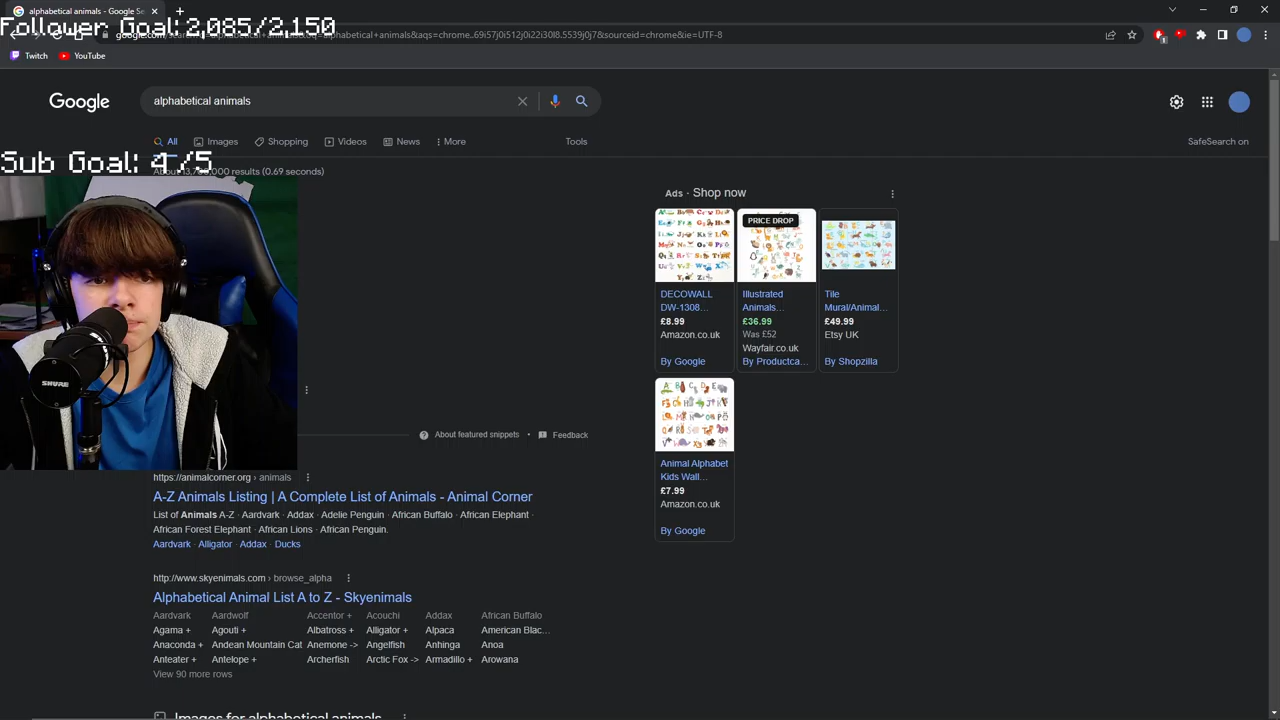 alphabetical animals - Google Se
Follower Goal: 2,085/2,150
Twitch
YouTube
Google
alphabetical animals
All
Images
Shopping
Videos
News
More
Tools
SafeSearch on
Sub Goal: 4/5
results (0.69 seconds)
Ads · Shop now
PRICE DROP
DECOWALL
DW-1308...
£8.99
Amazon.co.uk
By Google
Illustrated
Animals...
£36.99
Was £52
Wayfair.co.uk
By Productca...
Tile
Mural/Animal...
£49.99
Etsy UK
By Shopzilla
Animal Alphabet
Kids Wall...
£7.99
Amazon.co.uk
By Google
About featured snippets • Feedback
https://animalcorner.org › animals
A-Z Animals Listing | A Complete List of Animals - Animal Corner
List of Animals A-Z · Aardvark · Addax · Adelie Penguin · African Buffalo · African Elephant ·
African Forest Elephant · African Lions · African Penguin.
Aardvark · Alligator · Addax · Ducks
http://www.skyenimals.com › browse_alpha
Alphabetical Animal List A to Z - Skyenimals
Aardvark Aardwolf Accentor + Acouchi Addax African Buffalo
Agama + Agouti + Albatross + Alligator + Alpaca American Blac...
Anaconda + Andean Mountain Cat Anemone -> Angelfish Anhinga Anoa
Anteater + Antelope + Archerfish Arctic Fox -> Armadillo + Arowana
View 90 more rows
Images for alphabetical animals
SHURE